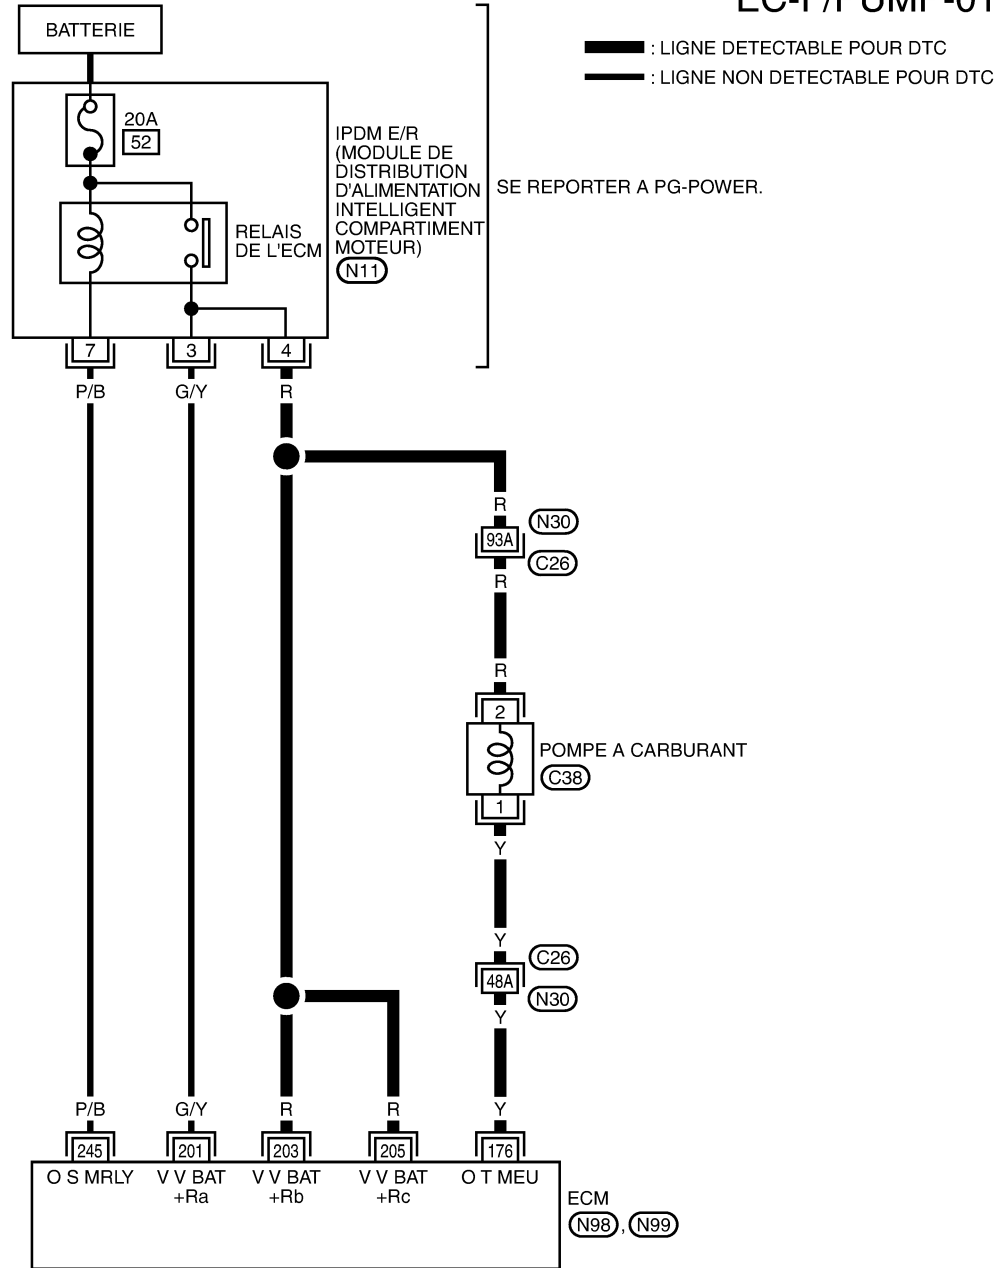 EC-F/PUMP-01
BATTERIE
: LIGNE DETECTABLE POUR DTC
: LIGNE NON DETECTABLE POUR DTC
20A
52
IPDM E/R
(MODULE DE
DISTRIBUTION
D'ALIMENTATION
INTELLIGENT
COMPARTIMENT
MOTEUR)
N11
SE REPORTER A PG-POWER.
RELAIS
DE L'ECM
7 3 4
P/B G/Y R
R
N30
93A
C26
R
R
2
POMPE A CARBURANT
C38
1
Y
Y
C26
48A
N30
Y
P/B G/Y R R Y
245 201 203 205 176
O S MRLY V V BAT V V BAT V V BAT O T MEU
+Ra +Rb +Rc
ECM
N98 , N99